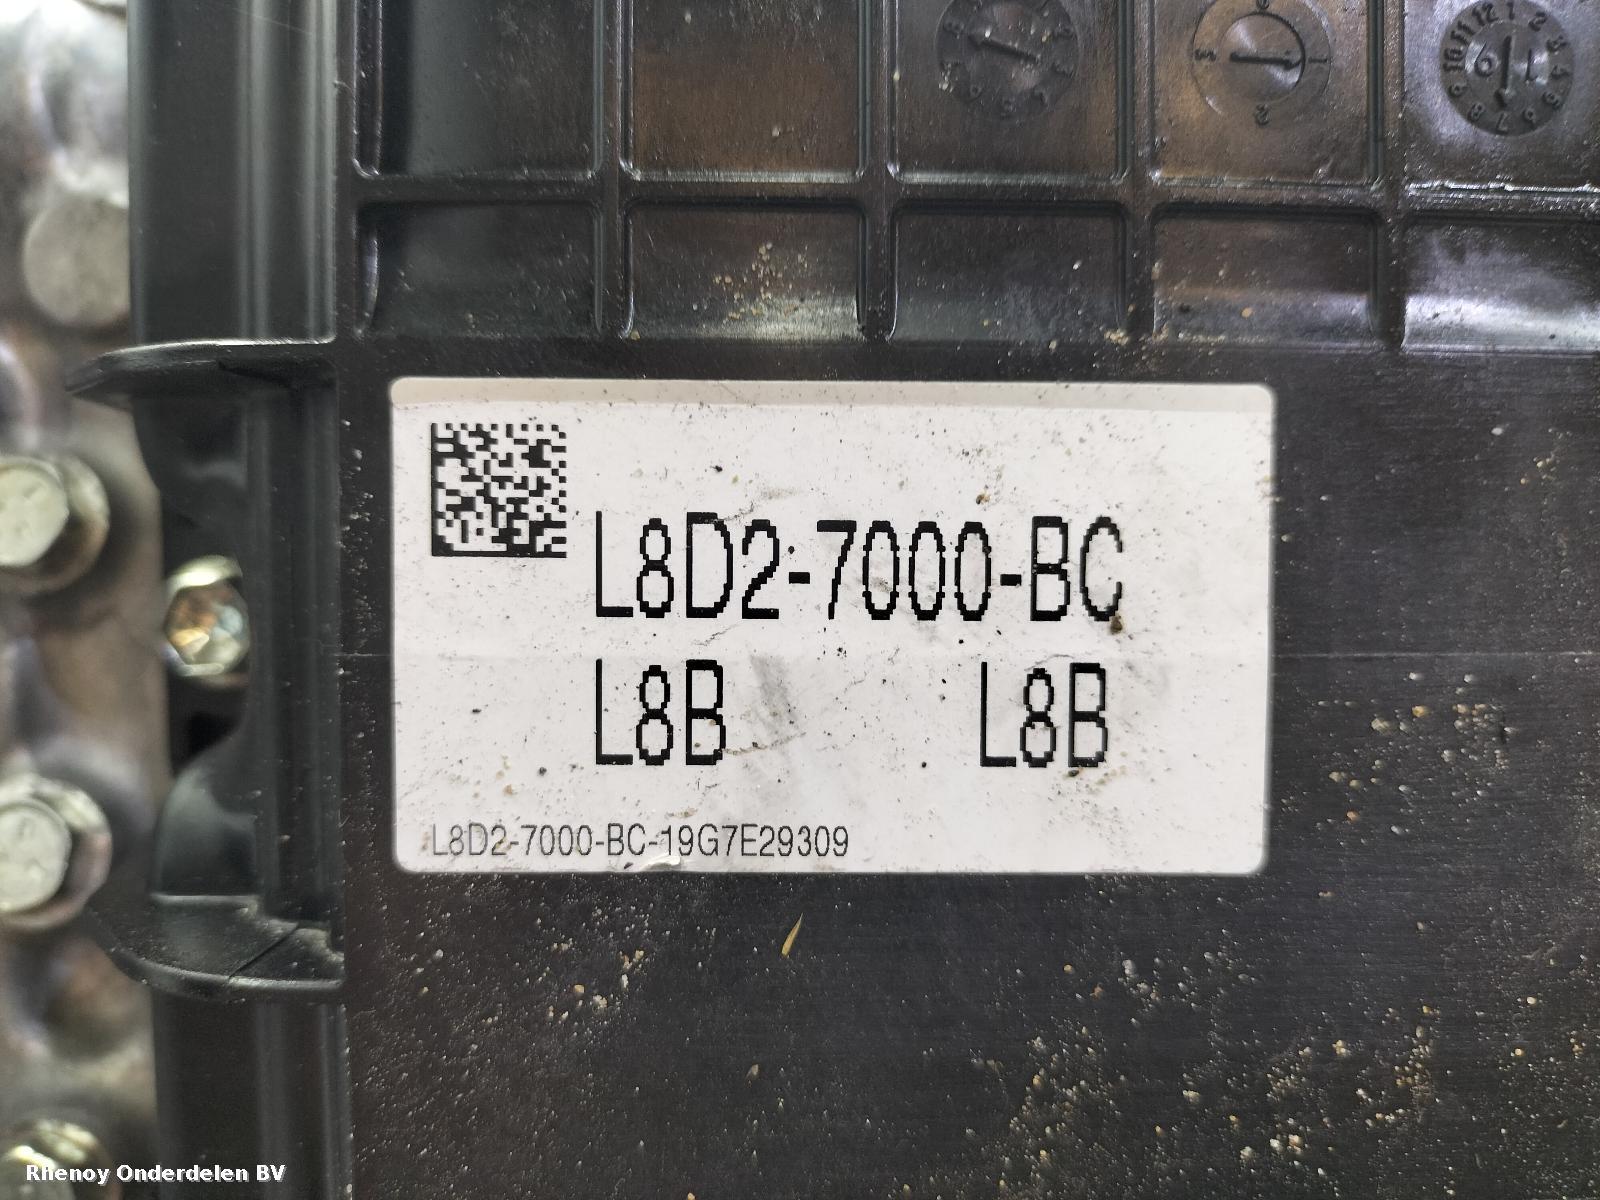 L8D2-7000-BC
L8B L8B
L8D2-7000-BC-19G7E29309
Rhenoy Onderdelen BV